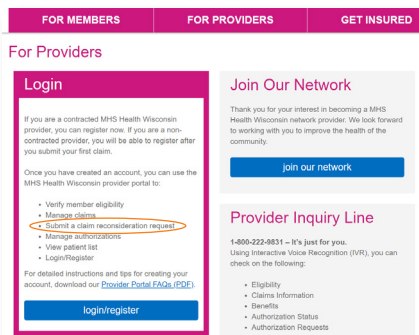 FOR MEMBERS
FOR PROVIDERS
GET INSURED
For Providers
Login
If you are a contracted MHS Health Wisconsin
provider, you can register now. If you are a non-
contracted provider, you will be able to register after
you submit your first claim.
Once you have created an account, you can use the
MHS Health Wisconsin provider portal to:
• Verify member eligibility
• Manage claims
• Submit a claim reconsideration request
• Manage authorizations
• View patient list
• Login/Register
For detailed instructions and tips for creating your
account, download our Provider Portal FAQs (PDF).
login/register
Join Our Network
Thank you for your interest in becoming a MHS
Health Wisconsin network provider. We look forward
to working with you to improve the health of the
community.
join our network
Provider Inquiry Line
1-800-222-9831 – It's just for you.
Using Interactive Voice Recognition (IVR), you can
check on the following:
• Eligibility
• Claims Information
• Benefits
• Authorization Status
• Authorization Requests